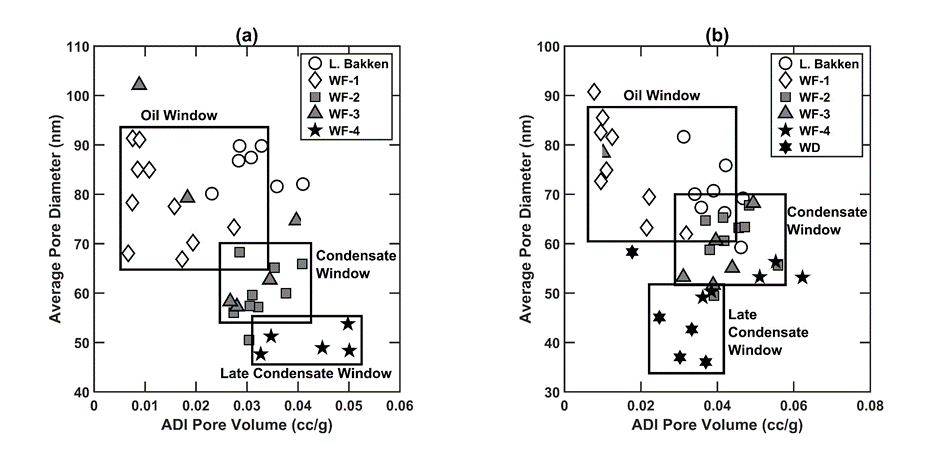 (a)
110
100
90
80
70
60
50
40
0
0.01
0.02
0.03
0.04
0.05
0.06
Average Pore Diameter (nm)
ADI Pore Volume (cc/g)
L. Bakken
WF-1
WF-2
WF-3
WF-4
Oil Window
Condensate
Window
Late Condensate Window
(b)
100
90
80
70
60
50
40
30
0
0.02
0.04
0.06
0.08
Average Pore Diameter (nm)
ADI Pore Volume (cc/g)
L. Bakken
WF-1
WF-2
WF-3
WF-4
WD
Oil Window
Condensate
Window
Late
Condensate
Window